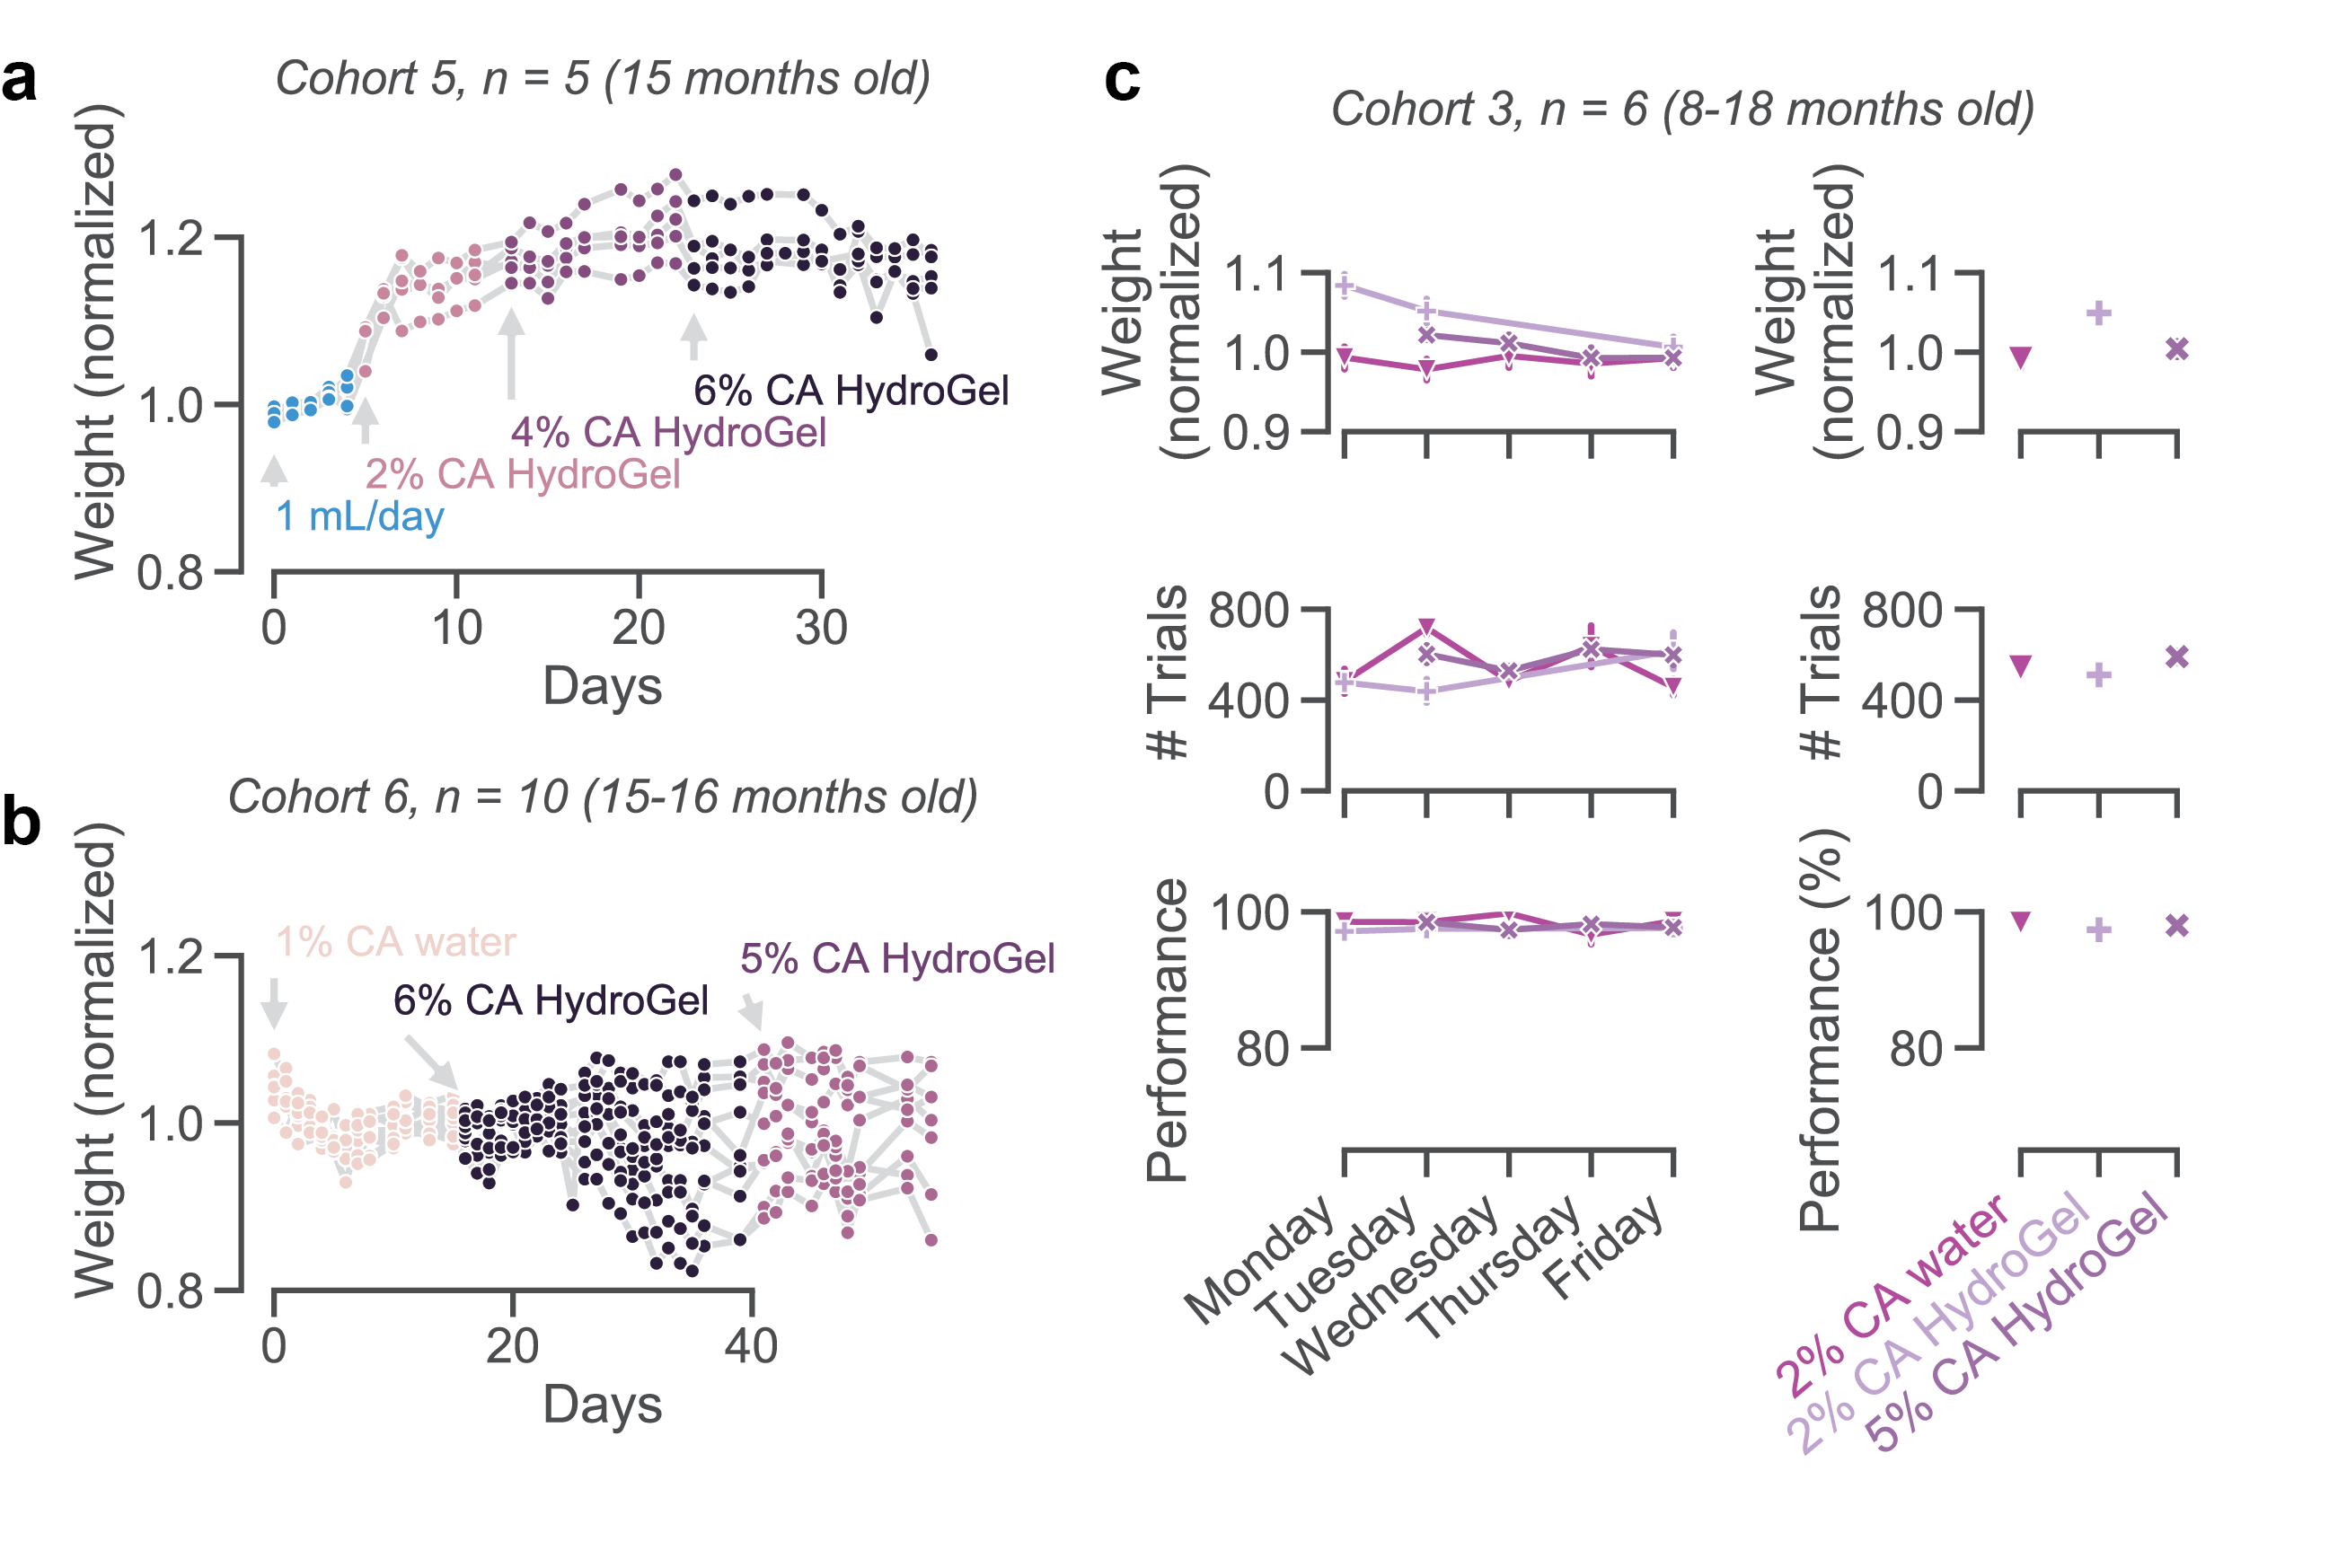 a
Cohort 5, n = 5 (15 months old)
Weight (normalized)
1.2
1.0
0.8
6% CA HydroGel
4% CA HydroGel
2% CA HydroGel
1 mL/day
0
10
20
30
Days
b
Cohort 6, n = 10 (15-16 months old)
Weight (normalized)
1.2
1.0
0.8
1% CA water
6% CA HydroGel
5% CA HydroGel
0
20
40
Days
c
Cohort 3, n = 6 (8-18 months old)
Weight
(normalized)
1.1
1.0
0.9
Weight
(normalized)
1.1
1.0
0.9
# Trials
800
400
0
# Trials
800
400
0
Performance
100
80
Performance (%)
100
80
Monday
Tuesday
Wednesday
Thursday
Friday
2% CA water
2% CA HydroGel
5% CA HydroGel